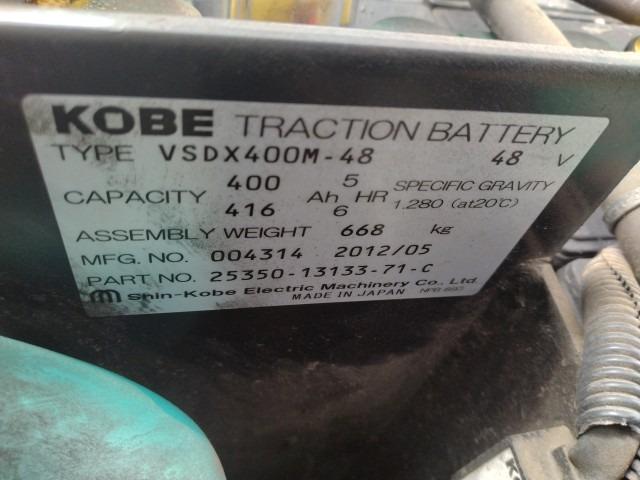 KOBE TRACTION BATTERY
TYPE VSDX400M-48 48 V
CAPACITY 400 416 Ah 5 6 HR SPECIFIC GRAVITY 1.280 (at20℃)
ASSEMBLY WEIGHT 668 kg
MFG. NO. 004314 2012/05
PART NO. 25350-13133-71-C
Shin-Kobe Electric Machinery Co., Ltd.
MADE IN JAPAN